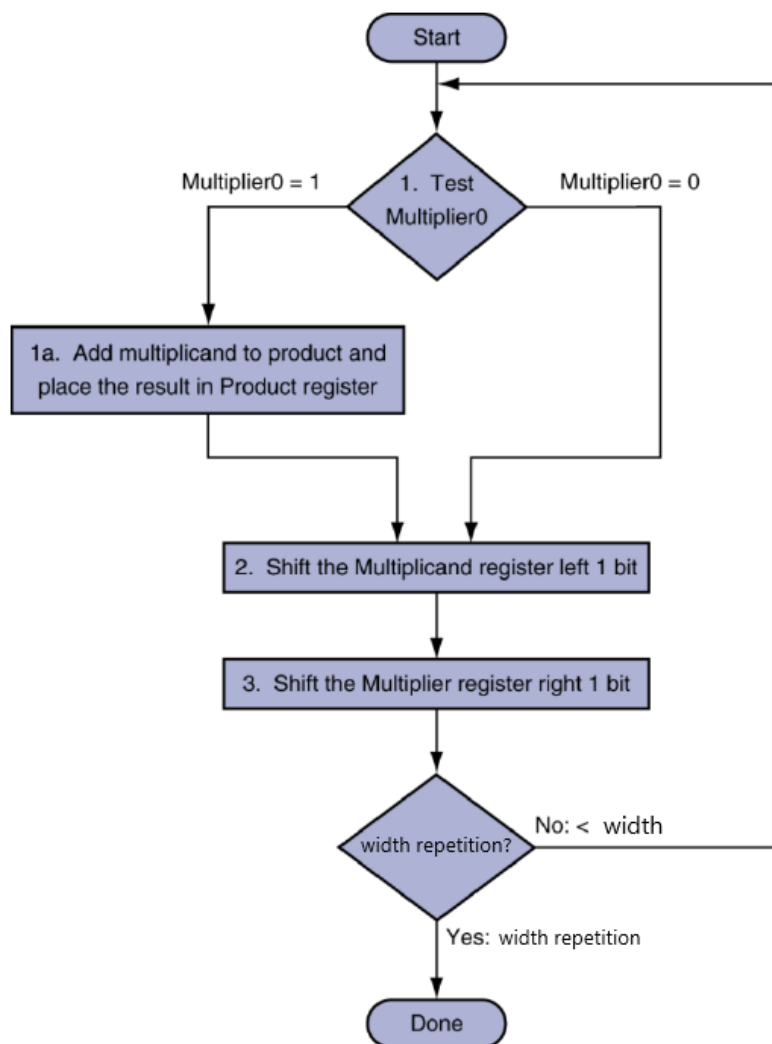 Start
Multiplier0 = 1
1. Test
Multiplier0
Multiplier0 = 0
1a. Add multiplicand to product and
place the result in Product register
2. Shift the Multiplicand register left 1 bit
3. Shift the Multiplier register right 1 bit
width repetition?
No: < width
Yes: width repetition
Done